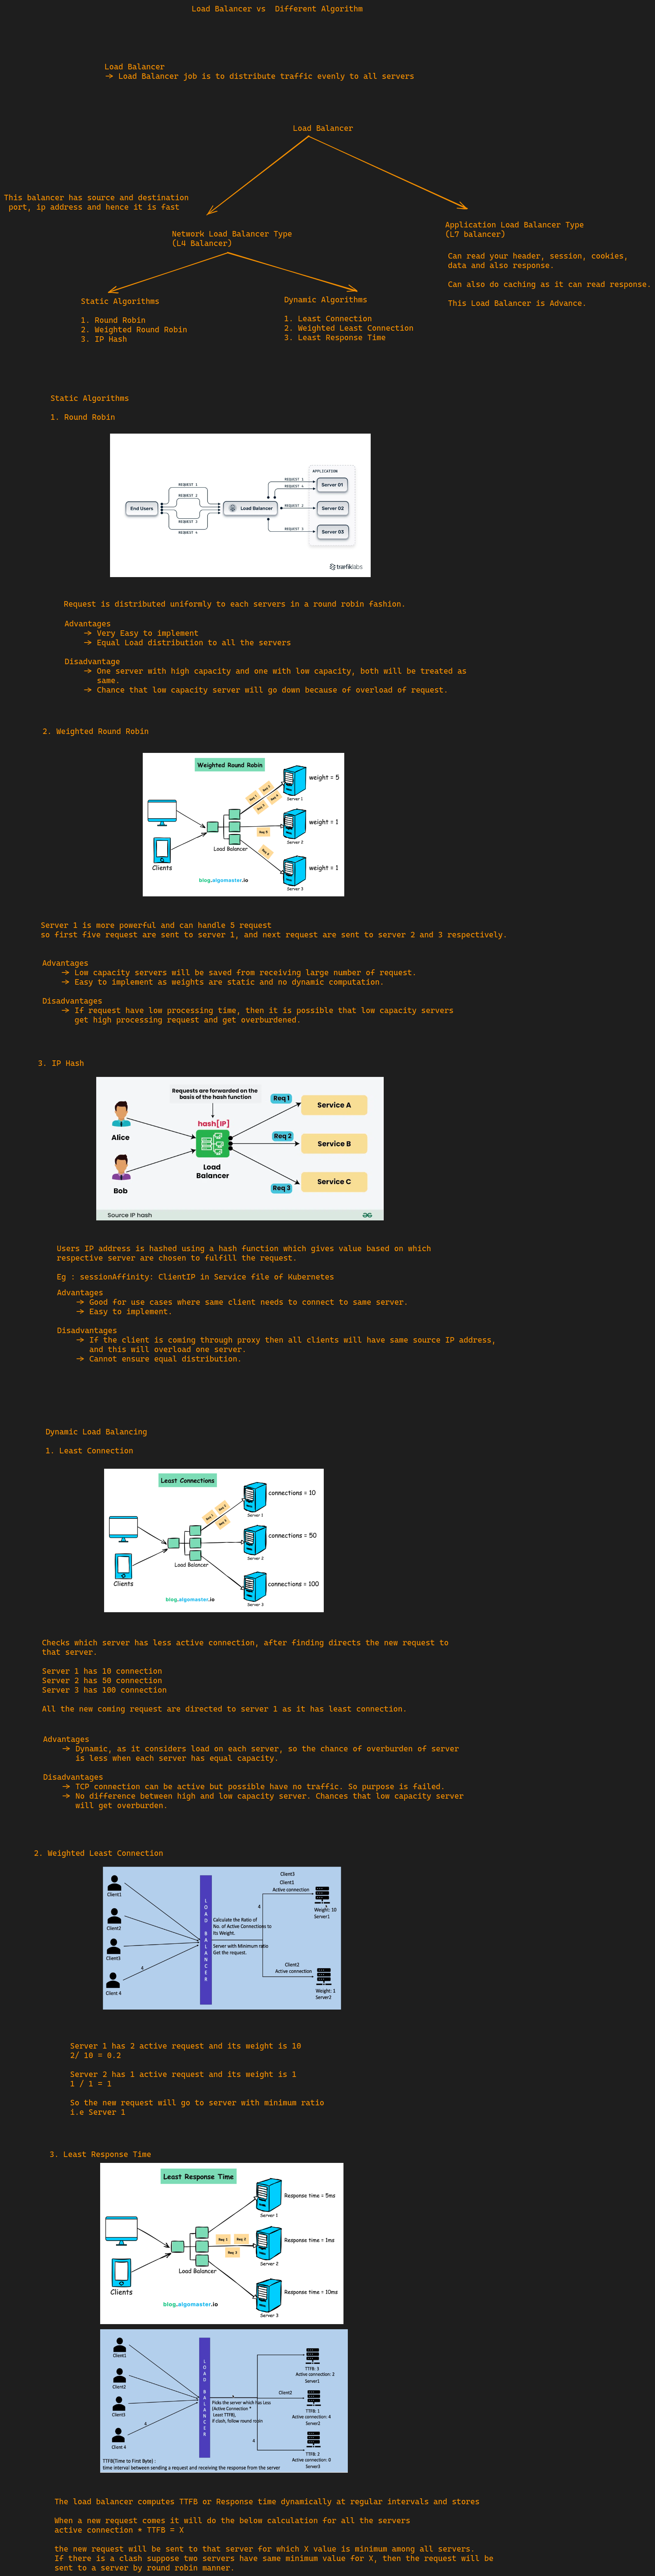 Load Balancer vs  Different Algorithm
Load Balancer
-> Load Balancer job is to distribute traffic evenly to all servers
Load Balancer
This balancer has source and destination
port, ip address and hence it is fast
Network Load Balancer Type
(L4 Balancer)
Application Load Balancer Type
(L7 balancer)
Can read your header, session, cookies,
data and also response.
Can also do caching as it can read response.
This Load Balancer is Advance.
Static Algorithms
1. Round Robin
2. Weighted Round Robin
3. IP Hash
Dynamic Algorithms
1. Least Connection
2. Weighted Least Connection
3. Least Response Time
Static Algorithms
1. Round Robin
APPLICATION
REQUEST 1
REQUEST 2
REQUEST 3
REQUEST 4
End Users
Load Balancer
REQUEST 1
REQUEST 4
REQUEST 2
REQUEST 3
Server 01
Server 02
Server 03
træfiklabs
Request is distributed uniformly to each servers in a round robin fashion.
Advantages
-> Very Easy to implement
-> Equal Load distribution to all the servers
Disadvantage
-> One server with high capacity and one with low capacity, both will be treated as
same.
-> Chance that low capacity server will go down because of overload of request.
2. Weighted Round Robin
Weighted Round Robin
Req 1
Req 2
Req 3
Req 4
Req 5
Server 1
weight = 5
Server 2
weight = 1
Load Balancer
Clients
Server 3
weight = 1
blog.algomaster.io
Server 1 is more powerful and can handle 5 request
so first five request are sent to server 1, and next request are sent to server 2 and 3 respectively.
Advantages
-> Low capacity servers will be saved from receiving large number of request.
-> Easy to implement as weights are static and no dynamic computation.
Disadvantages
-> If request have low processing time, then it is possible that low capacity servers
get high processing request and get overburdened.
3. IP Hash
Requests are forwarded on the
basis of the hash function
hash[IP]
Alice
Bob
Load
Balancer
Req 1
Req 2
Req 3
Service A
Service B
Service C
Source IP hash
Users IP address is hashed using a hash function which gives value based on which
respective server are chosen to fulfill the request.
Eg : sessionAffinity: ClientIP in Service file of Kubernetes
Advantages
-> Good for use cases where same client needs to connect to same server.
-> Easy to implement.
Disadvantages
-> If the client is coming through proxy then all clients will have same source IP address,
and this will overload one server.
-> Cannot ensure equal distribution.
Dynamic Load Balancing
1. Least Connection
Least Connections
Req 1
Req 2
Req 3
Server 1
connections = 10
Server 2
connections = 50
Load Balancer
Clients
Server 3
connections = 100
blog.algomaster.io
Checks which server has less active connection, after finding directs the new request to
that server.
Server 1 has 10 connection
Server 2 has 50 connection
Server 3 has 100 connection
All the new coming request are directed to server 1 as it has least connection.
Advantages
-> Dynamic, as it considers load on each server, so the chance of overburden of server
is less when each server has equal capacity.
Disadvantages
-> TCP connection can be active but possible have no traffic. So purpose is failed.
-> No difference between high and low capacity server. Chances that low capacity server
will get overburden.
2. Weighted Least Connection
Client1
Client2
Client3
Client 4
4
LOAD BALANCER
Calculate the Ratio of
No. of Active Connections to
its Weight.
Server with Minimum ratio
Get the request.
Client3
Client1
Active connection
4
Weight: 10
Server1
Client2
Active connection
Weight: 1
Server2
Server 1 has 2 active request and its weight is 10
2/ 10 = 0.2
Server 2 has 1 active request and its weight is 1
1 / 1 = 1
So the new request will go to server with minimum ratio
i.e Server 1
3. Least Response Time
Least Response Time
Server 1
Response time = 5ms
Req 1
Req 2
Req 3
Server 2
Response time = 1ms
Load Balancer
Clients
Server 3
Response time = 10ms
blog.algomaster.io
Client1
Client2
Client3
Client 4
4
LOAD BALANCER
Picks the server which has Less
(Active Connection *
Least TTFB),
if clash, follow round robin
Client2
4
TTFB: 3
Active connection: 2
Server1
TTFB: 1
Active connection: 4
Server2
TTFB: 2
Active connection: 0
Server3
TTFB(Time to First Byte) :
time interval between sending a request and receiving the response from the server
The load balancer computes TTFB or Response time dynamically at regular intervals and stores
When a new request comes it will do the below calculation for all the servers
active connection * TTFB = X
the new request will be sent to that server for which X value is minimum among all servers.
If there is a clash suppose two servers have same minimum value for X, then the request will be
sent to a server by round robin manner.